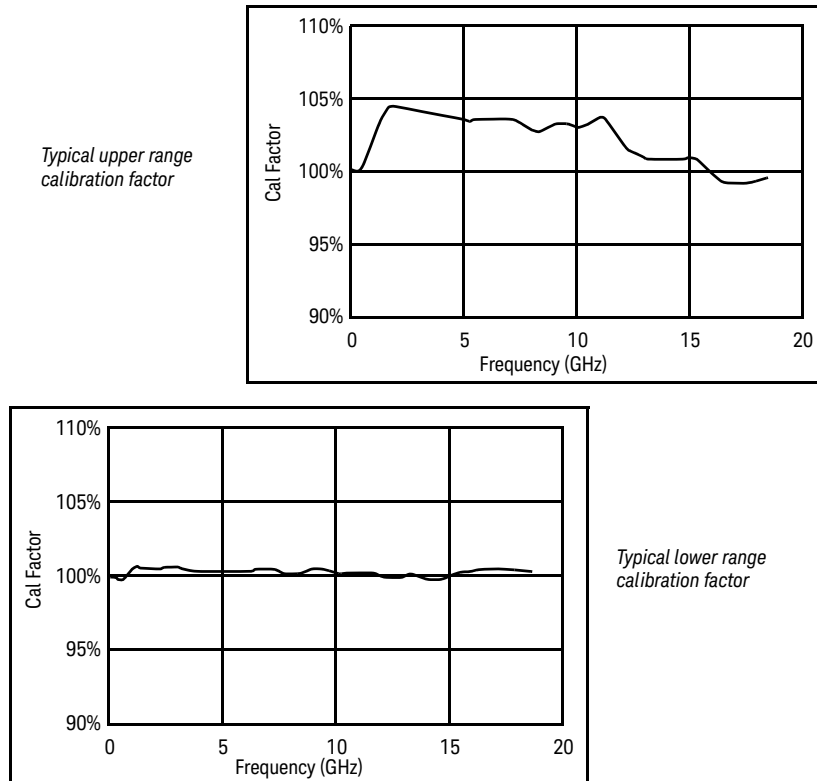 110%
105%
Typical upper range
calibration factor
Cal Factor
100%
95%
90%
0 5 10 15 20
Frequency (GHz)
110%
105%
Cal Factor
100%
Typical lower range
calibration factor
95%
90%
0 5 10 15 20
Frequency (GHz)